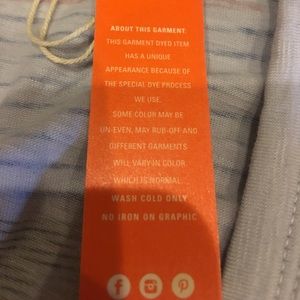 ABOUT THIS GARMENT:
THIS GARMENT DYED ITEM
HAS A UNIQUE
APPEARANCE BECAUSE OF
THE SPECIAL DYE PROCESS
WE USE.
SOME COLOR MAY BE
UN-EVEN, MAY RUB-OFF AND
DIFFERENT GARMENTS
WILL VARY IN COLOR
WHICH IS NORMAL.
WASH COLD ONLY
NO IRON ON GRAPHIC